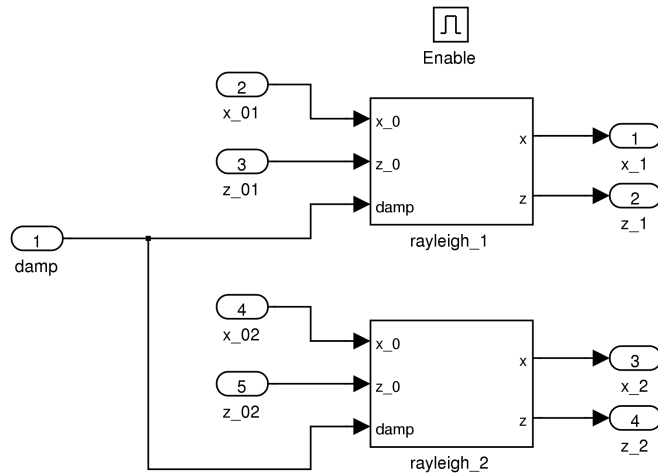 Enable
2
x_01
3
z_01
x_0
z_0
damp
x
z
rayleigh_1
1
x_1
2
z_1
1
damp
4
x_02
5
z_02
x_0
z_0
damp
x
z
rayleigh_2
3
x_2
4
z_2